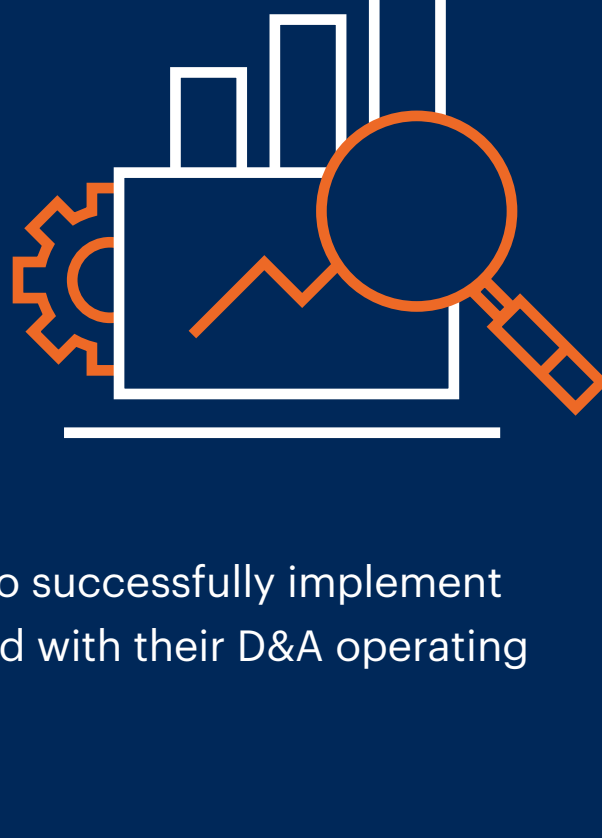 o successfully implement
d with their D&A operating